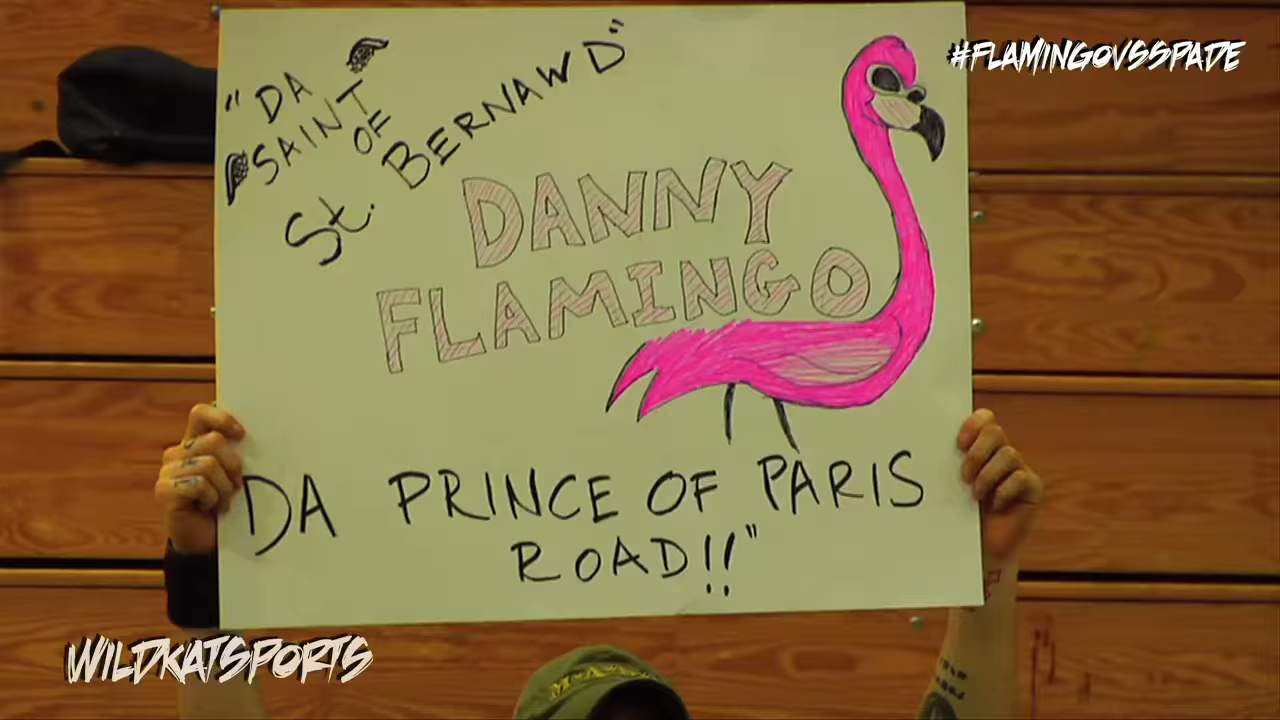 #FLAMINGOVSSPADE
"DA
SAINT
OF
St. BERNAWD"
DANNY
FLAMINGO
DA PRINCE OF PARIS
ROAD!!"
WILDKATSPORTS